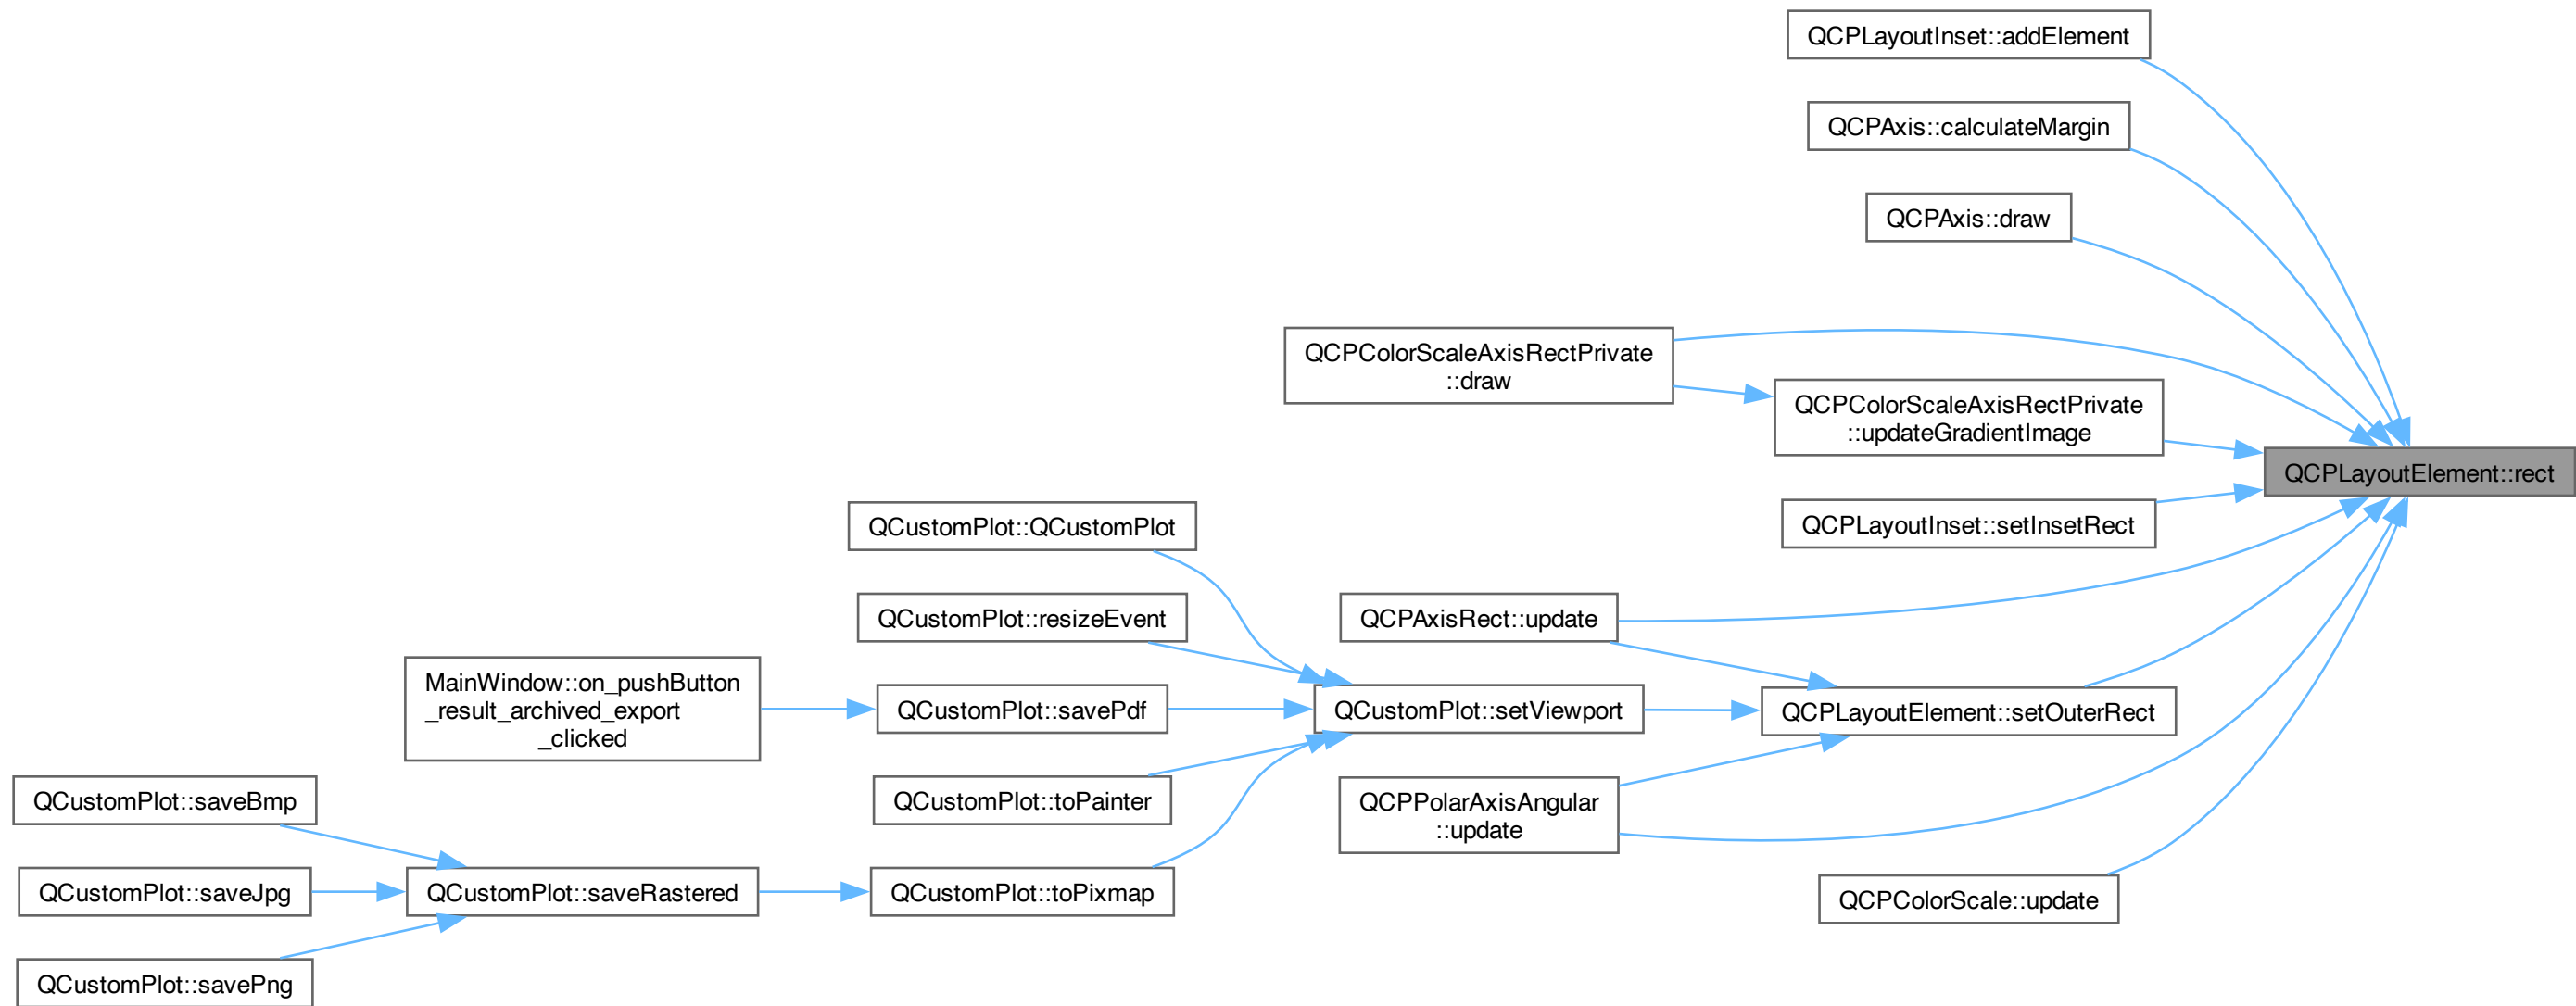 QCPLayoutInset::addElement
QCPAxis::calculateMargin
QCPAxis::draw
QCPColorScaleAxisRectPrivate
::draw
QCPColorScaleAxisRectPrivate
::updateGradientImage
QCPLayoutElement::rect
QCPLayoutInset::setInsetRect
QCustomPlot::QCustomPlot
QCustomPlot::resizeEvent
QCPAxisRect::update
MainWindow::on_pushButton
_result_archived_export
_clicked
QCustomPlot::savePdf
QCustomPlot::setViewport
QCPLayoutElement::setOuterRect
QCustomPlot::saveBmp
QCustomPlot::toPainter
QCPPolarAxisAngular
::update
QCustomPlot::saveJpg
QCustomPlot::saveRastered
QCustomPlot::toPixmap
QCPColorScale::update
QCustomPlot::savePng